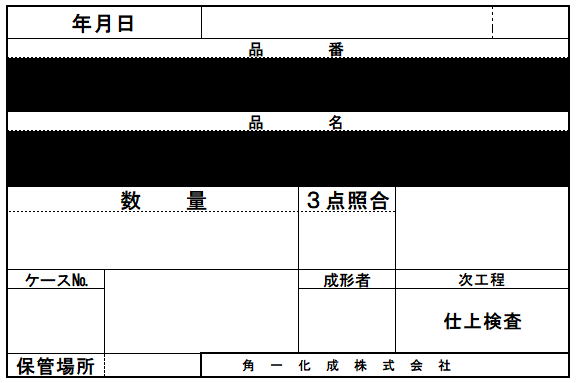 年月日
品番
品名
数量 3点照合
ケース№ 成形者 次工程
仕上検査
保管場所 角一化成株式会社